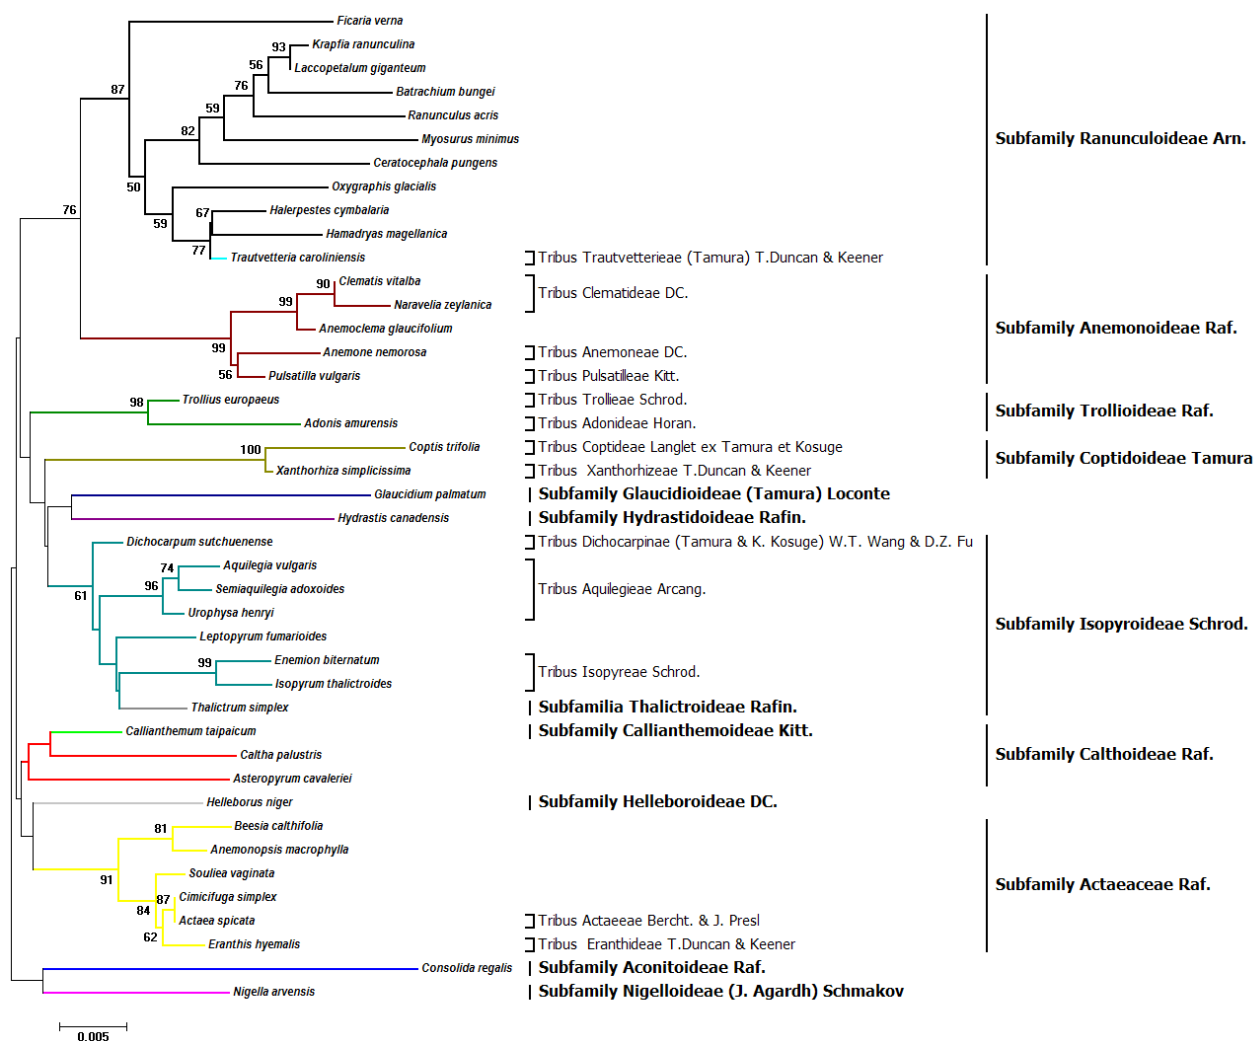 Ficaria verna
Krapfia ranunculina
93
Laccopetalum giganteum
56
Batrachium bungei
76
87
Ranunculus acris
59
Myosurus minimus
Subfamily Ranunculoideae Arn.
82
Ceratocephala pungens
50
Oxygraphis glacialis
Halerpestes cymbalaria
67
76
59
Hamadryas magellanica
77
Trautvetteria caroliniensis
Tribus Trautvetterieae (Tamura) T.Duncan & Keener
Clematis vitalba
90
Tribus Clematideae DC.
99
Naravelia zeylanica
Anemoclema glaucifolium
Subfamily Anemonoideae Raf.
99
Anemone nemorosa
Tribus Anemoneae DC.
56
Pulsatilla vulgaris
Tribus Pulsatilleae Kitt.
98
Trollius europaeus
Tribus Trollieae Schrod.
Subfamily Trollioideae Raf.
Adonis amurensis
Tribus Adonideae Horan.
100
Coptis trifolia
Tribus Coptideae Langlet ex Tamura et Kosuge
Subfamily Coptidoideae Tamura
Xanthorhiza simplicissima
Tribus Xanthorhizeae T.Duncan & Keener
Glaucidium palmatum
Subfamily Glaucidioideae (Tamura) Loconte
Hydrastis canadensis
Subfamily Hydrastidoideae Rafin.
Dichocarpum sutchuenense
Tribus Dichocarpinae (Tamura & K. Kosuge) W.T. Wang & D.Z. Fu
74
Aquilegia vulgaris
96
Semiaquilegia adoxoides
Tribus Aquilegieae Arcang.
61
Urophysa henryi
Subfamily Isopyroideae Schrod.
Leptopyrum fumarioides
99
Enemion biternatum
Tribus Isopyreae Schrod.
Isopyrum thalictroides
Thalictrum simplex
Subfamilia Thalictroideae Rafin.
Callianthemum taipaicum
Subfamily Callianthemoideae Kitt.
Caltha palustris
Subfamily Calthoideae Raf.
Asteropyrum cavaleriei
Helleborus niger
Subfamily Helleboroideae DC.
81
Beesia calthifolia
Anemonopsis macrophylla
91
Souliea vaginata
Subfamily Actaeaceae Raf.
87
Cimicifuga simplex
84
Actaea spicata
Tribus Actaeeae Bercht. & J. Presl
62
Eranthis hyemalis
Tribus Eranthideae T.Duncan & Keener
Consolida regalis
Subfamily Aconitoideae Raf.
Nigella arvensis
Subfamily Nigelloideae (J. Agardh) Schmakov
0.005